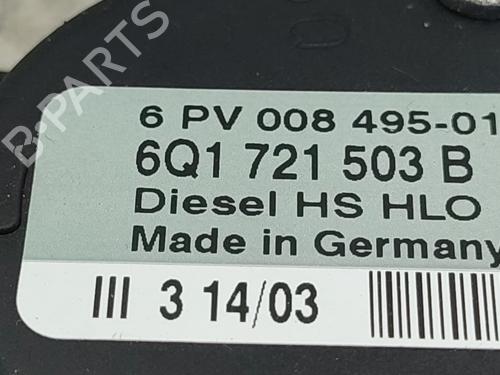 6 PV 008 495-01
6Q1 721 503 B
Diesel HS HLO
Made in Germany
III 3 14/03
B-PARTS